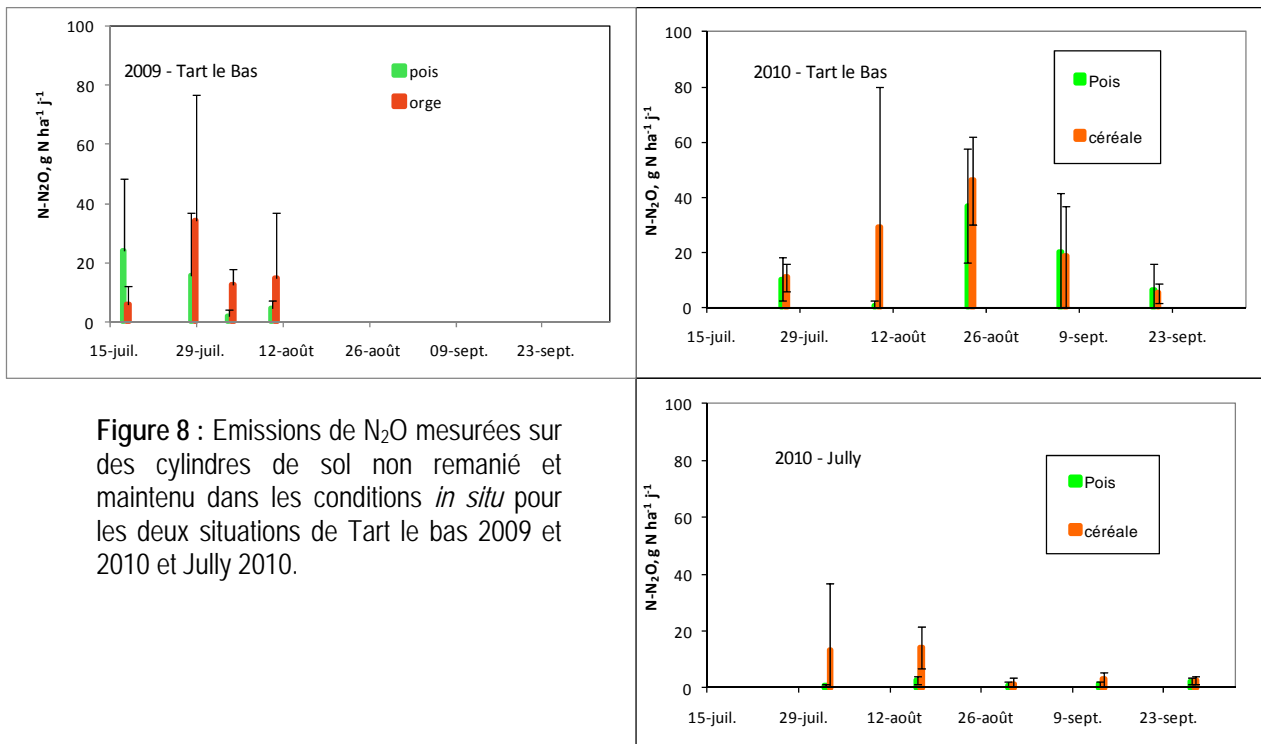 100
80
60
40
20
0
N-N₂O, g N ha⁻¹ j⁻¹
2009 - Tart le Bas
pois
orge
15-juil. 29-juil. 12-août 26-août 09-sept. 23-sept.
100
80
60
40
20
0
N-N₂O, g N ha⁻¹ j⁻¹
2010 - Tart le Bas
Pois
céréale
15-juil. 29-juil. 12-août 26-août 9-sept. 23-sept.
Figure 8 : Emissions de N₂O mesurées sur
des cylindres de sol non remanié et
maintenu dans les conditions in situ pour
les deux situations de Tart le bas 2009 et
2010 et Jully 2010.
100
80
60
40
20
0
N-N₂O, g N ha⁻¹ j⁻¹
2010 - Jully
Pois
céréale
15-juil. 29-juil. 12-août 26-août 9-sept. 23-sept.